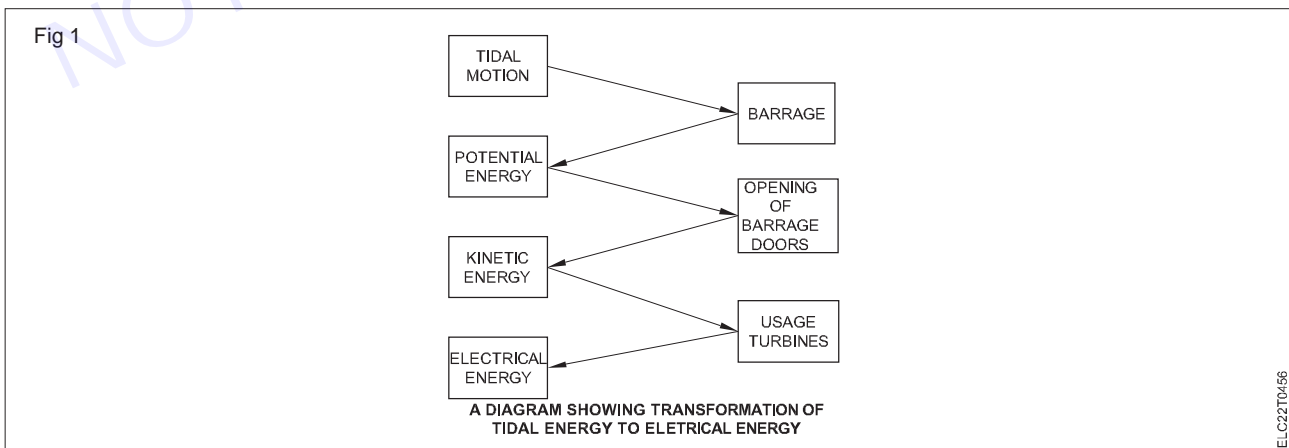 Fig 1
TIDAL
MOTION
BARRAGE
POTENTIAL
ENERGY
OPENING
OF
BARRAGE
DOORS
KINETIC
ENERGY
USAGE
TURBINES
ELECTRICAL
ENERGY
A DIAGRAM SHOWING TRANSFORMATION OF
TIDAL ENERGY TO ELETRICAL ENERGY
ELC22T0456